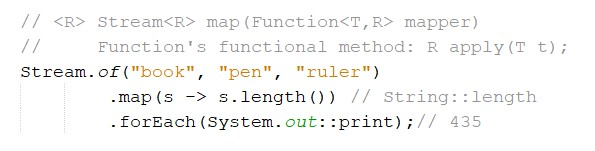 // <R> Stream<R> map(Function<T,R> mapper)
//     Function's functional method: R apply(T t);
Stream.of("book", "pen", "ruler")
        .map(s -> s.length()) // String::length
        .forEach(System.out::print);// 435